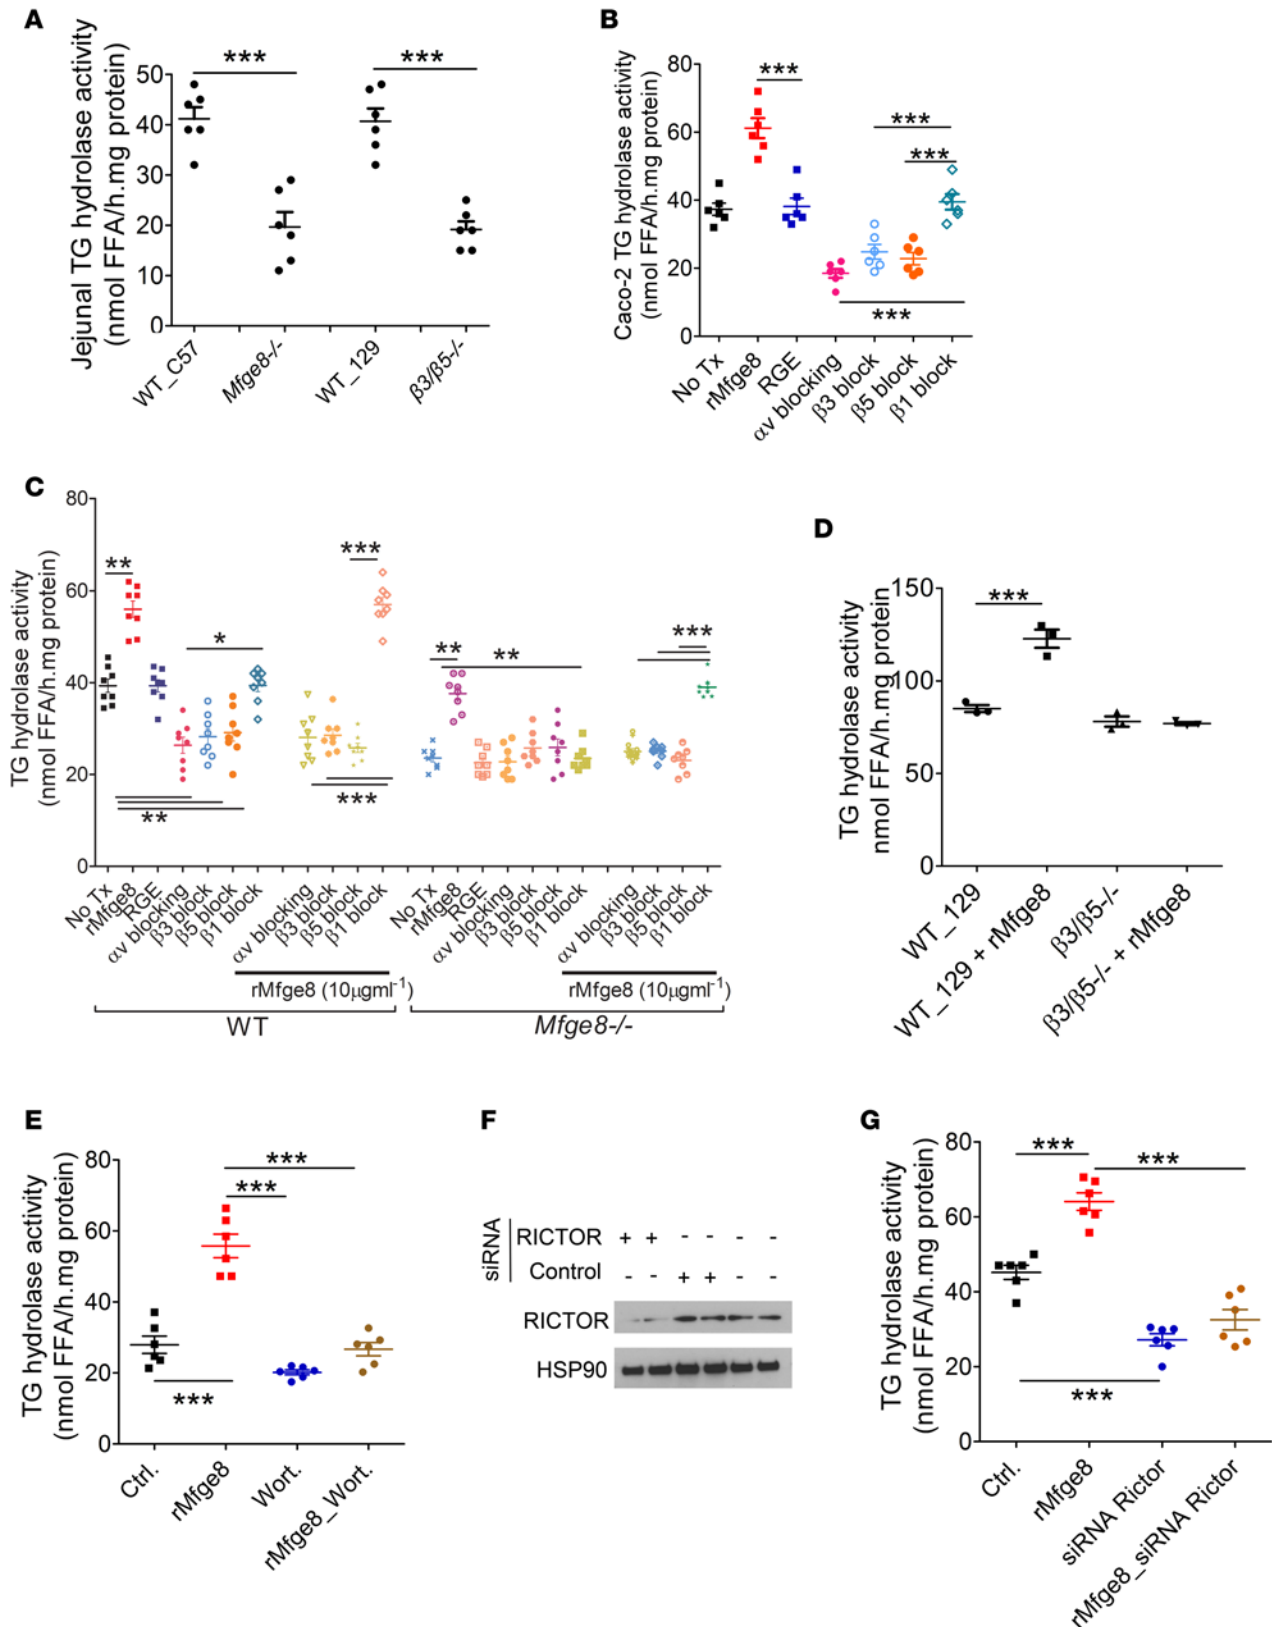 A
Jejunal TG hydrolase activity
(nmol FFA/h.mg protein)
50
40
30
20
10
0
***
***
WT_C57
Mfge8-/-
WT_129
β3/β5-/-
B
Caco-2 TG hydrolase activity
(nmol FFA/h.mg protein)
80
60
40
20
0
***
***
***
***
No Tx
rMfge8
RGE
αv blocking
β3 block
β5 block
β1 block
C
TG hydrolase activity
(nmol FFA/h.mg protein)
80
60
40
20
0
**
*
**
***
***
**
**
***
No Tx
rMfge8
RGE
αv blocking
β3 block
β5 block
β1 block
αv blocking
β3 block
β5 block
β1 block
No Tx
rMfge8
RGE
αv blocking
β3 block
β5 block
β1 block
αv blocking
β3 block
β5 block
β1 block
rMfge8 (10μgml-1)
rMfge8 (10μgml-1)
WT
Mfge8-/-
D
TG hydrolase activity
nmol FFA/h.mg protein
150
100
50
0
***
WT_129
WT_129 + rMfge8
β3/β5-/-
β3/β5-/- + rMfge8
E
TG hydrolase activity
(nmol FFA/h.mg protein)
80
60
40
20
0
***
***
***
Ctrl.
rMfge8
Wort.
rMfge8_Wort.
F
siRNA
RICTOR + + - - - -
Control - - + + - -
RICTOR
HSP90
G
TG hydrolase activity
(nmol FFA/h.mg protein)
80
60
40
20
0
***
***
***
Ctrl.
rMfge8
siRNA Rictor
rMfge8_siRNA Rictor